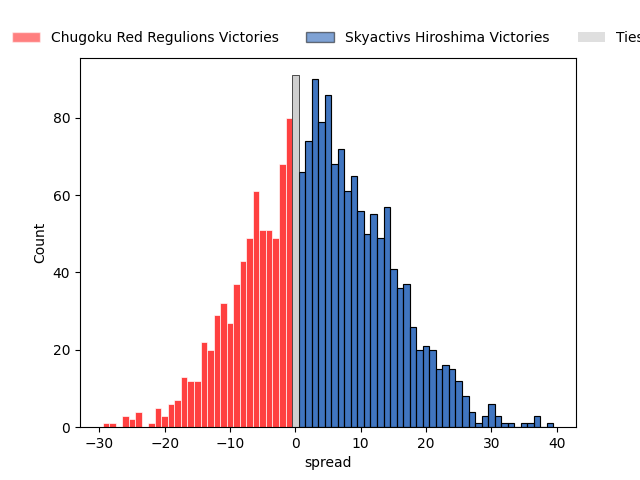 Chugoku Red Regulions Victories Skyactivs Hiroshima Victories Ties
80
60
40
20
0
Count
−30 −20 −10 0 10 20 30 40
spread